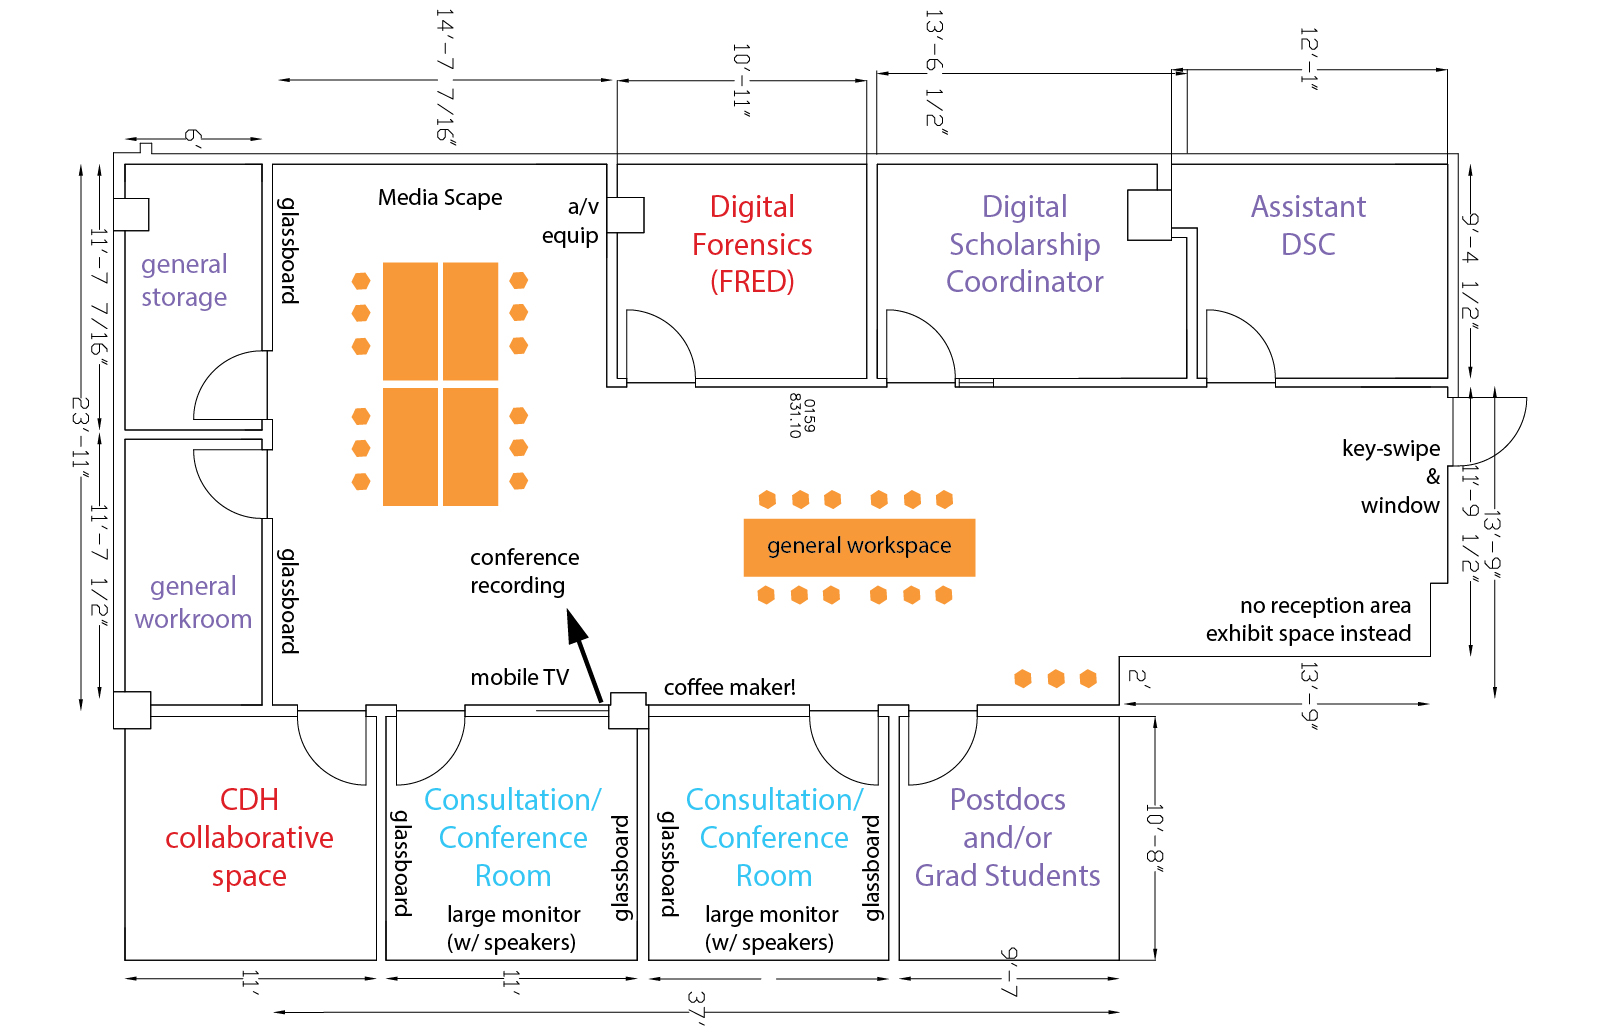 14'-7 7/16"
10'-11"
13'-6 1/2"
12'-1"
6'
Media Scape
a/v
equip
Digital
Forensics
(FRED)
Digital
Scholarship
Coordinator
Assistant
DSC
9'-4 1/2"
glassboard
general
storage
11'-7 7/16"
23'-11"
0159
831.10
key-swipe
&
window
11'-9 1/2"
13'-9"
general workspace
conference
recording
11'-7 1/2"
general
workroom
glassboard
no reception area
exhibit space instead
mobile TV
coffee maker!
2'
13'-9"
CDH
collaborative
space
glassboard
Consultation/
Conference
Room
large monitor
(w/ speakers)
glassboard
glassboard
Consultation/
Conference
Room
large monitor
(w/ speakers)
glassboard
Postdocs
and/or
Grad Students
10'-8"
11'
11'
9'-7
37'